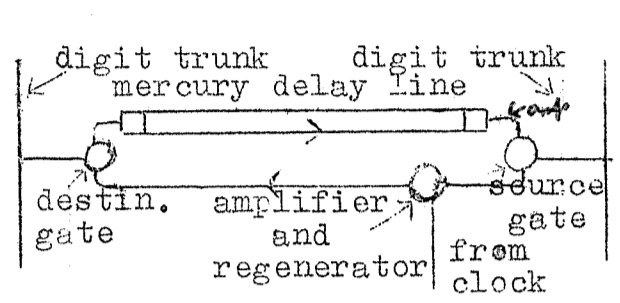 digit trunk digit trunk
mercury delay line
destin.
gate
amplifier
and
regenerator
source
gate
from
clock